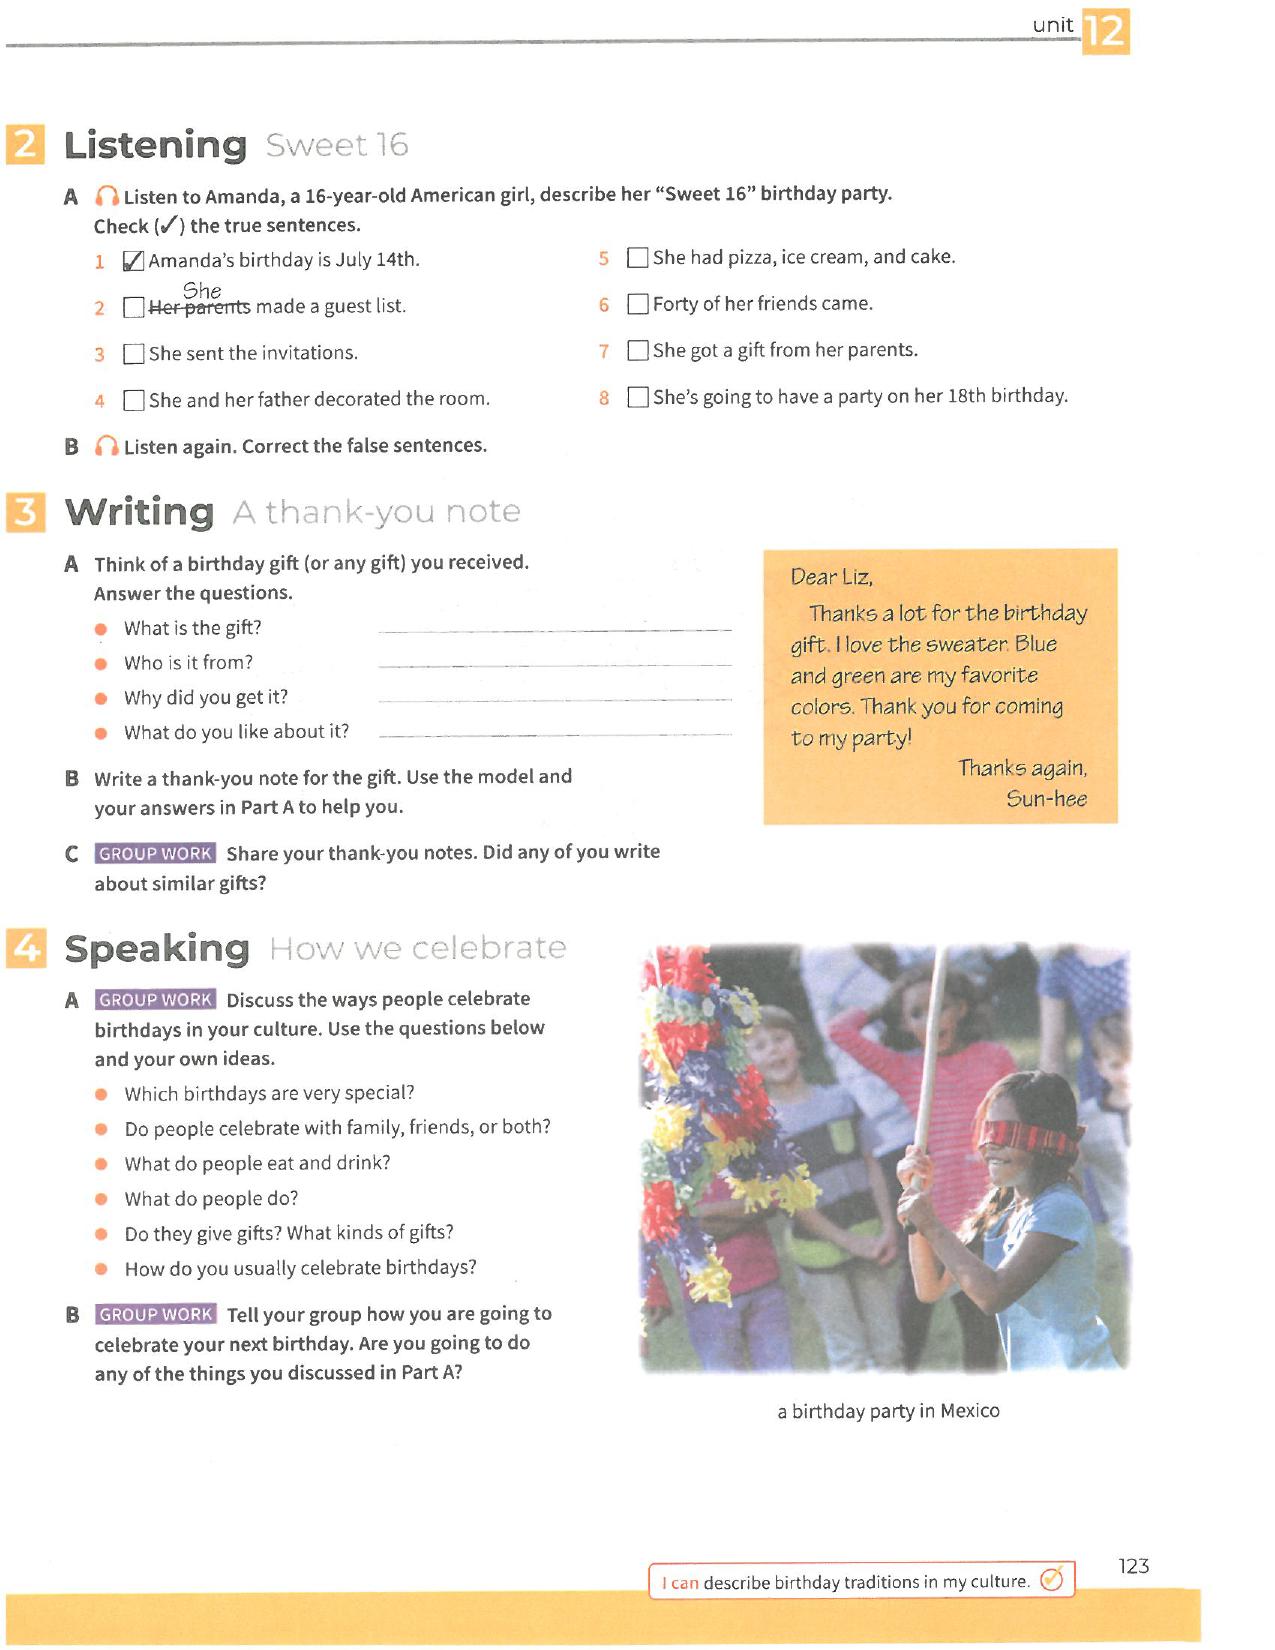 unit 12
2 Listening Sweet 16
A Listen to Amanda, a 16-year-old American girl, describe her “Sweet 16” birthday party.
Check (✓) the true sentences.
1 ☑ Amanda’s birthday is July 14th.
She
2 ☐ Her parents made a guest list.
3 ☐ She sent the invitations.
4 ☐ She and her father decorated the room.
5 ☐ She had pizza, ice cream, and cake.
6 ☐ Forty of her friends came.
7 ☐ She got a gift from her parents.
8 ☐ She’s going to have a party on her 18th birthday.
B Listen again. Correct the false sentences.
3 Writing A thank-you note
A Think of a birthday gift (or any gift) you received.
Answer the questions.
● What is the gift?
● Who is it from?
● Why did you get it?
● What do you like about it?
B Write a thank-you note for the gift. Use the model and
your answers in Part A to help you.
C GROUP WORK Share your thank-you notes. Did any of you write
about similar gifts?
Dear Liz,
Thanks a lot for the birthday
gift. I love the sweater. Blue
and green are my favorite
colors. Thank you for coming
to my party!
Thanks again,
Sun-hee
4 Speaking How we celebrate
A GROUP WORK Discuss the ways people celebrate
birthdays in your culture. Use the questions below
and your own ideas.
● Which birthdays are very special?
● Do people celebrate with family, friends, or both?
● What do people eat and drink?
● What do people do?
● Do they give gifts? What kinds of gifts?
● How do you usually celebrate birthdays?
B GROUP WORK Tell your group how you are going to
celebrate your next birthday. Are you going to do
any of the things you discussed in Part A?
a birthday party in Mexico
I can describe birthday traditions in my culture.
123